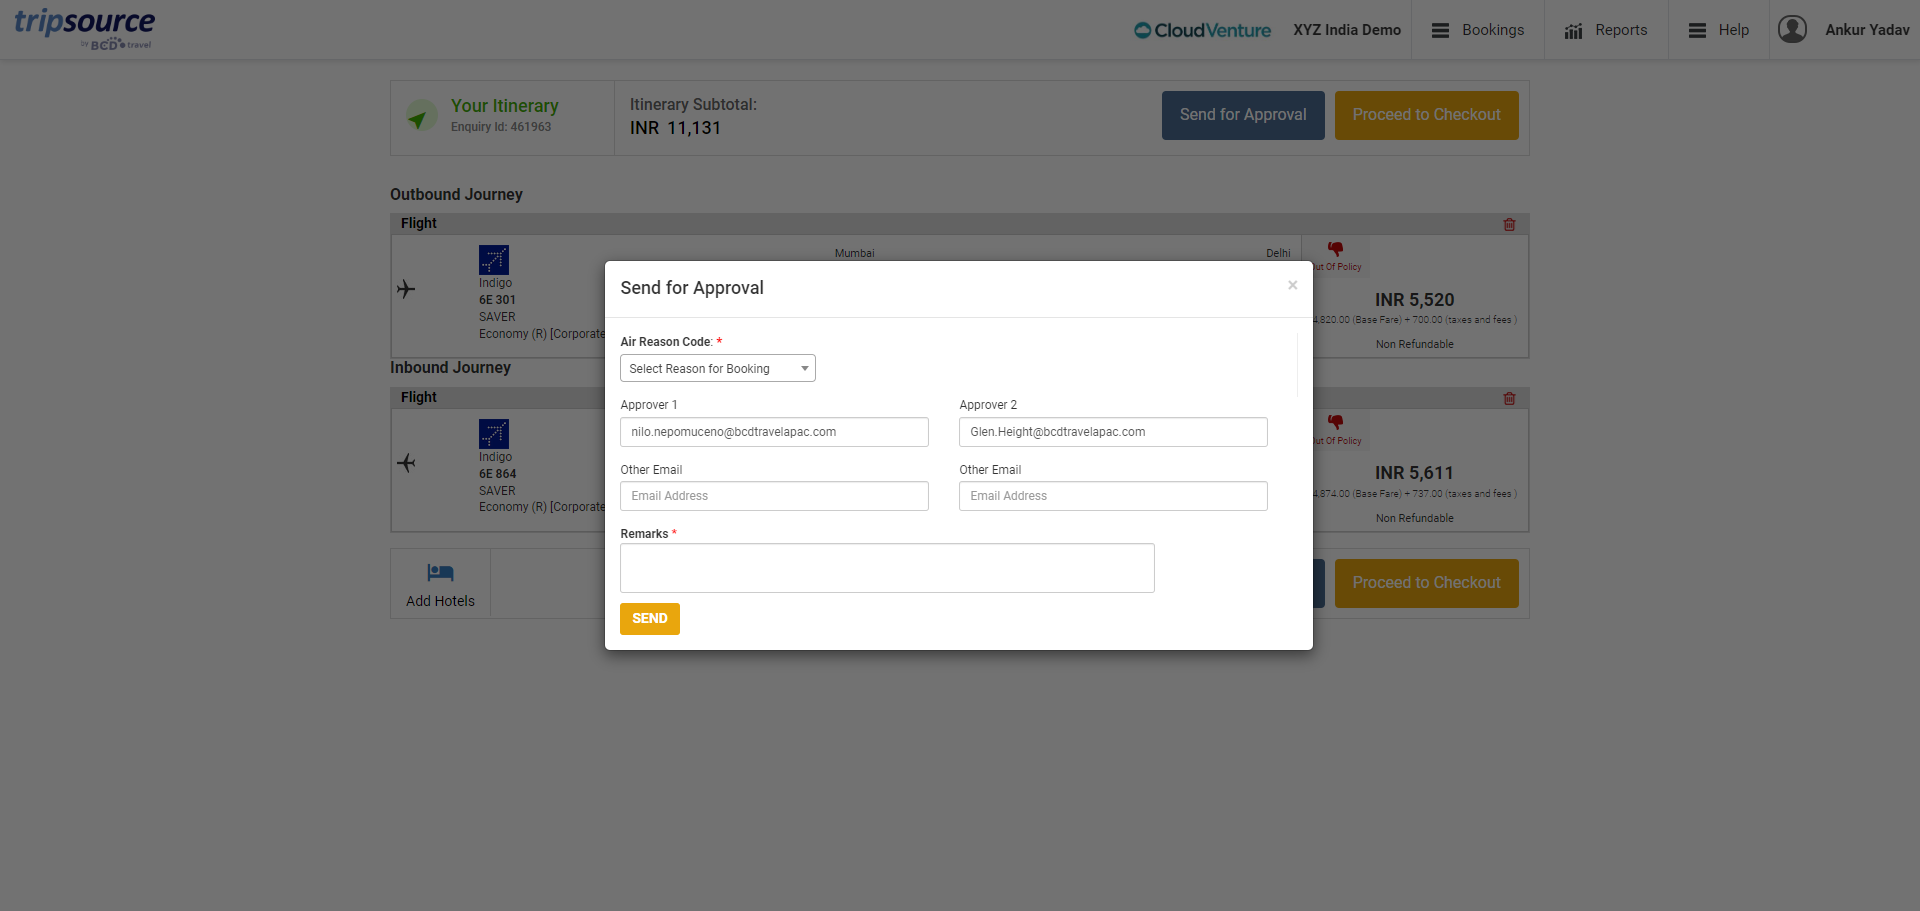 tripsource
by BCD travel
CloudVenture
XYZ India Demo
Bookings
Reports
Help
Ankur Yadav
Your Itinerary
Enquiry Id: 461963
Itinerary Subtotal:
INR 11,131
Send for Approval
Proceed to Checkout
Outbound Journey
Flight
Mumbai
Delhi
Indigo
6E 301
SAVER
Economy (R) [Corporate
Out Of Policy
INR 5,520
4,820.00 (Base Fare) + 700.00 (taxes and fees )
Non Refundable
Inbound Journey
Flight
Indigo
6E 864
SAVER
Economy (R) [Corporate
Out Of Policy
INR 5,611
4,874.00 (Base Fare) + 737.00 (taxes and fees )
Non Refundable
Add Hotels
Proceed to Checkout
Send for Approval
×
Air Reason Code: *
Select Reason for Booking
Approver 1
Approver 2
nilo.nepomuceno@bcdtravelapac.com
Glen.Height@bcdtravelapac.com
Other Email
Other Email
Email Address
Email Address
Remarks *
SEND